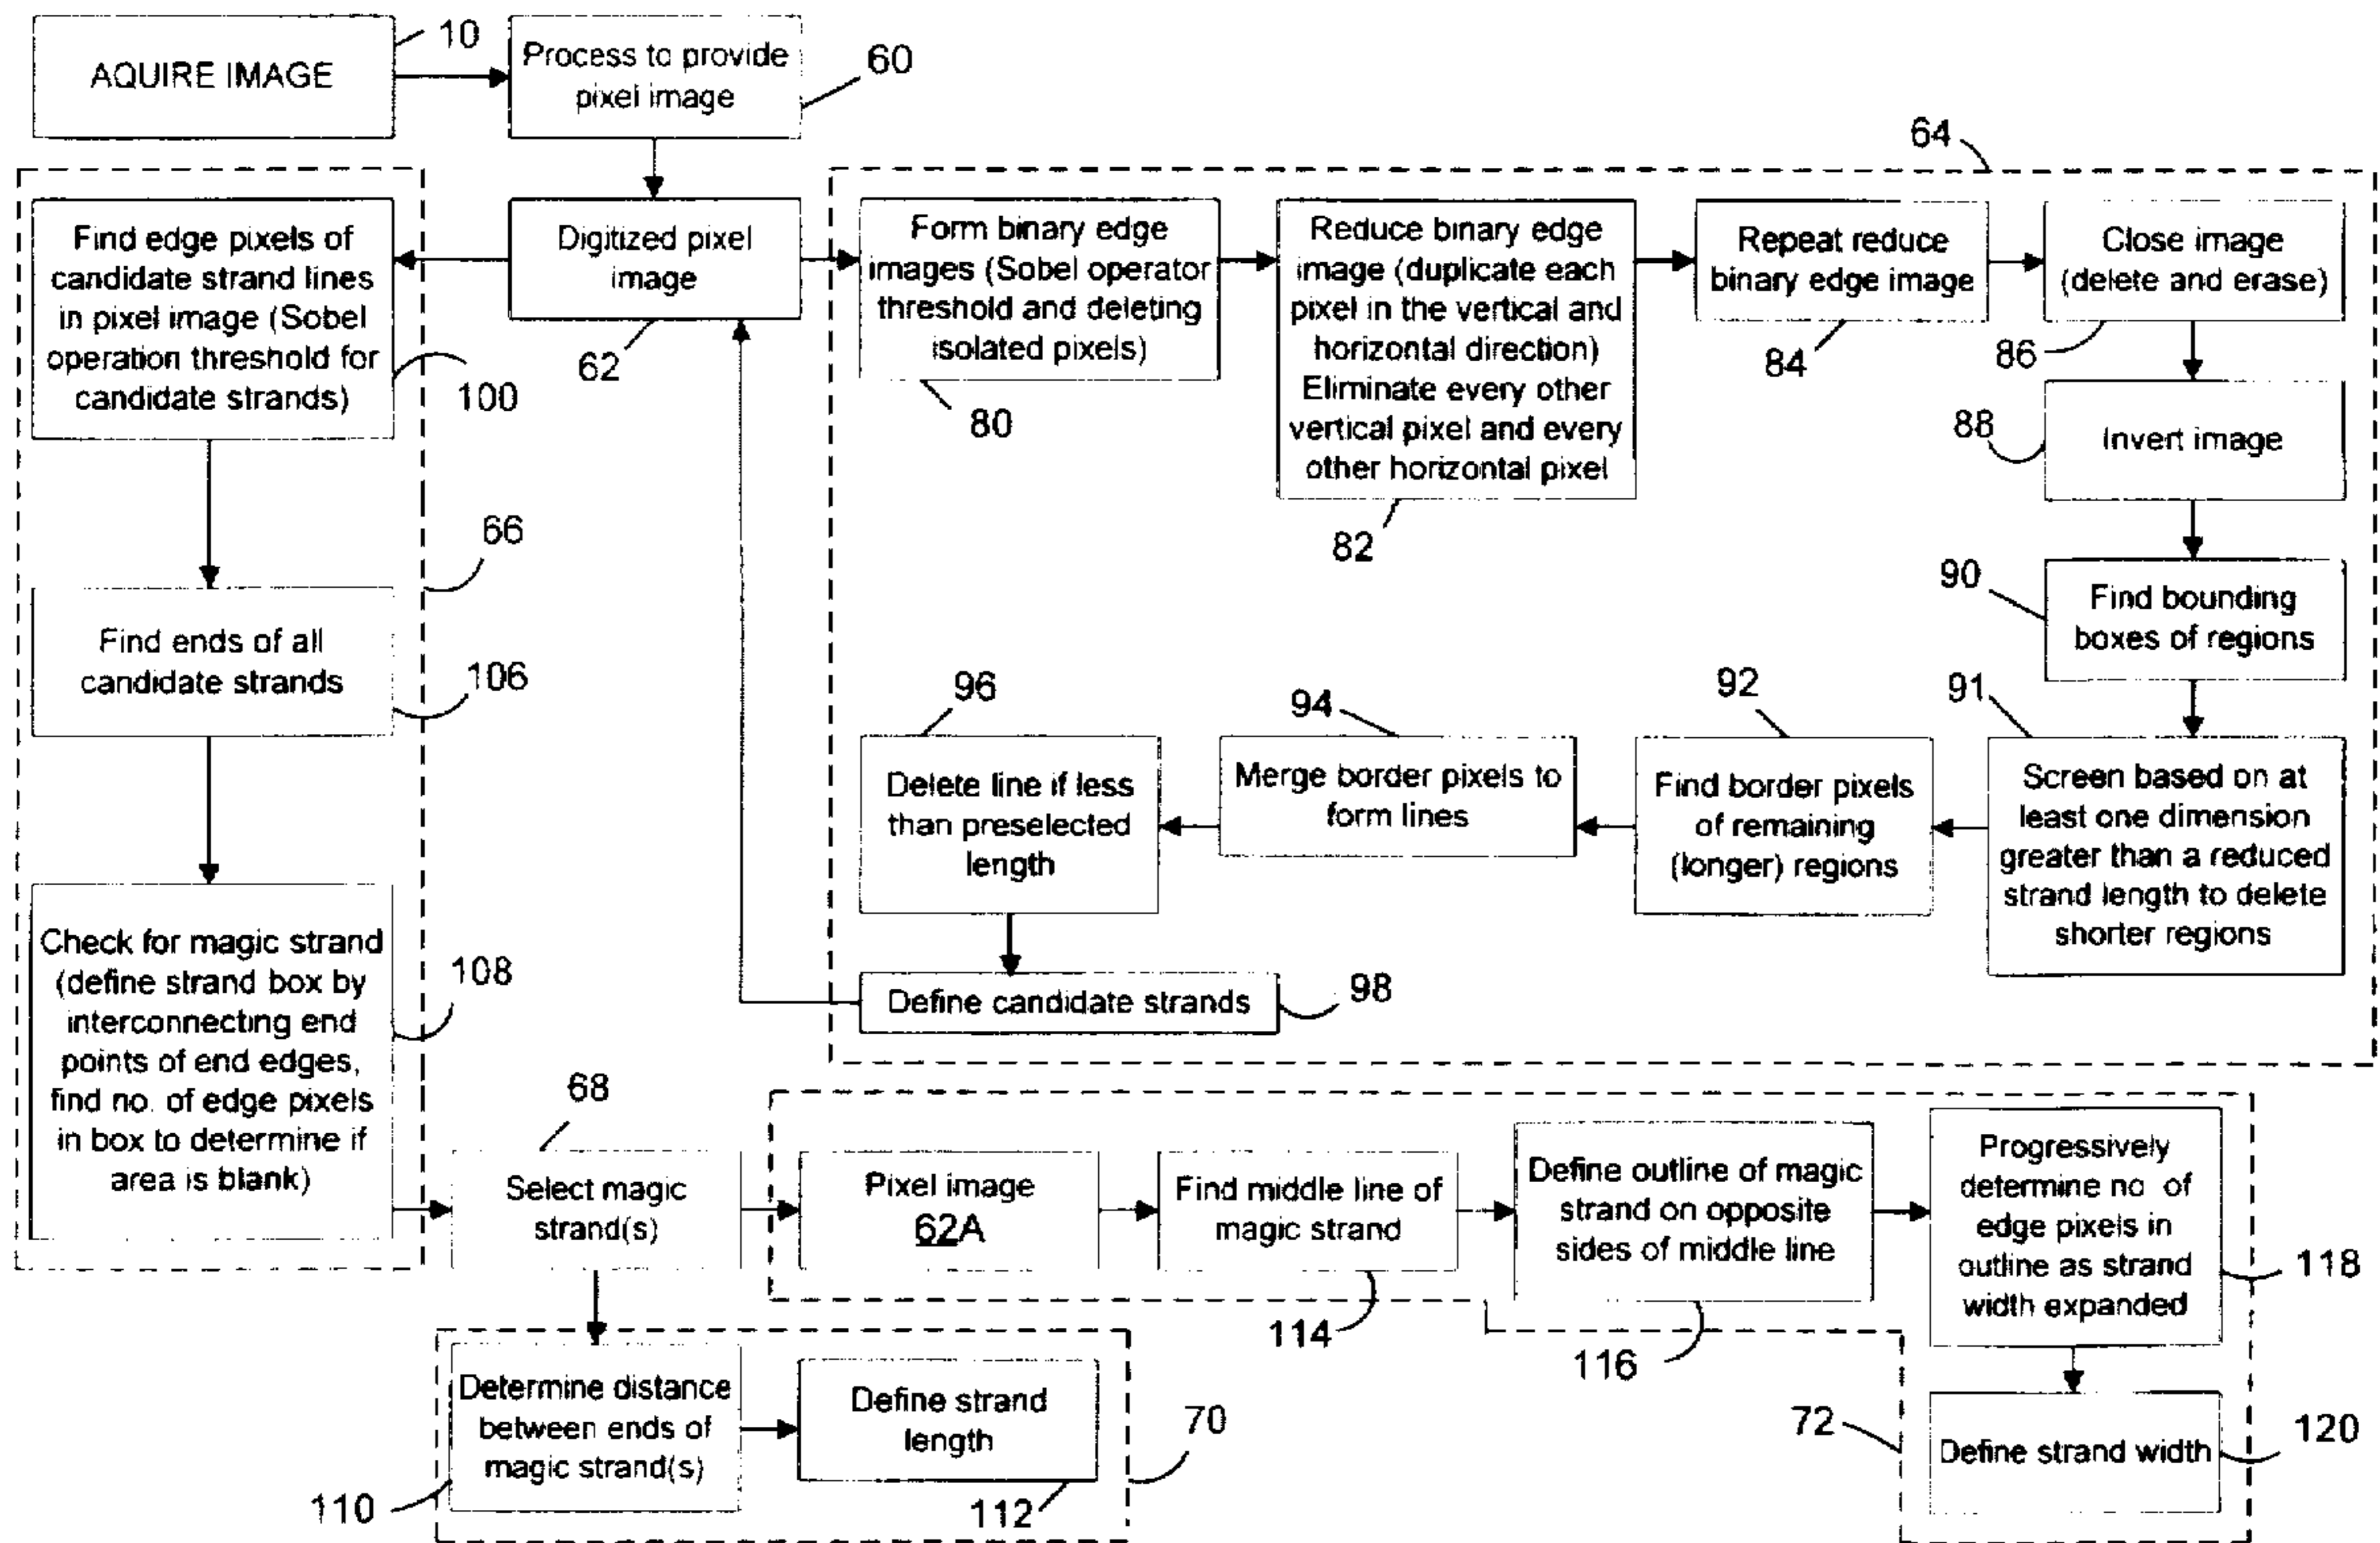 AQUIRE IMAGE
10
Process to provide
pixel image
60
64
Find edge pixels of
candidate strand lines
in pixel image (Sobel
operation threshold for
candidate strands)
100
Digitized pixel
image
62
Form binary edge
images (Sobel operator
threshold and deleting
isolated pixels)
80
Reduce binary edge
image (duplicate each
pixel in the vertical and
horizontal direction)
Eliminate every other
vertical pixel and every
other horizontal pixel
82
Repeat reduce
binary edge image
84
Close image
(delete and erase)
86
88
Invert image
66
90
Find bounding
boxes of regions
Find ends of all
candidate strands
106
96
Delete line if less
than preselected
length
94
Merge border pixels to
form lines
92
Find border pixels
of remaining
(longer) regions
91
Screen based on at
least one dimension
greater than a reduced
strand length to delete
shorter regions
Define candidate strands
98
Check for magic strand
(define strand box by
interconnecting end
points of end edges,
find no. of edge pixels
in box to determine if
area is blank)
108
68
Select magic
strand(s)
Pixel image
62A
Find middle line of
magic strand
114
Define outline of magic
strand on opposite
sides of middle line
116
Progressively
determine no of
edge pixels in
outline as strand
width expanded
118
Determine distance
between ends of
magic strand(s)
110
Define strand
length
112
70
72
Define strand width
120